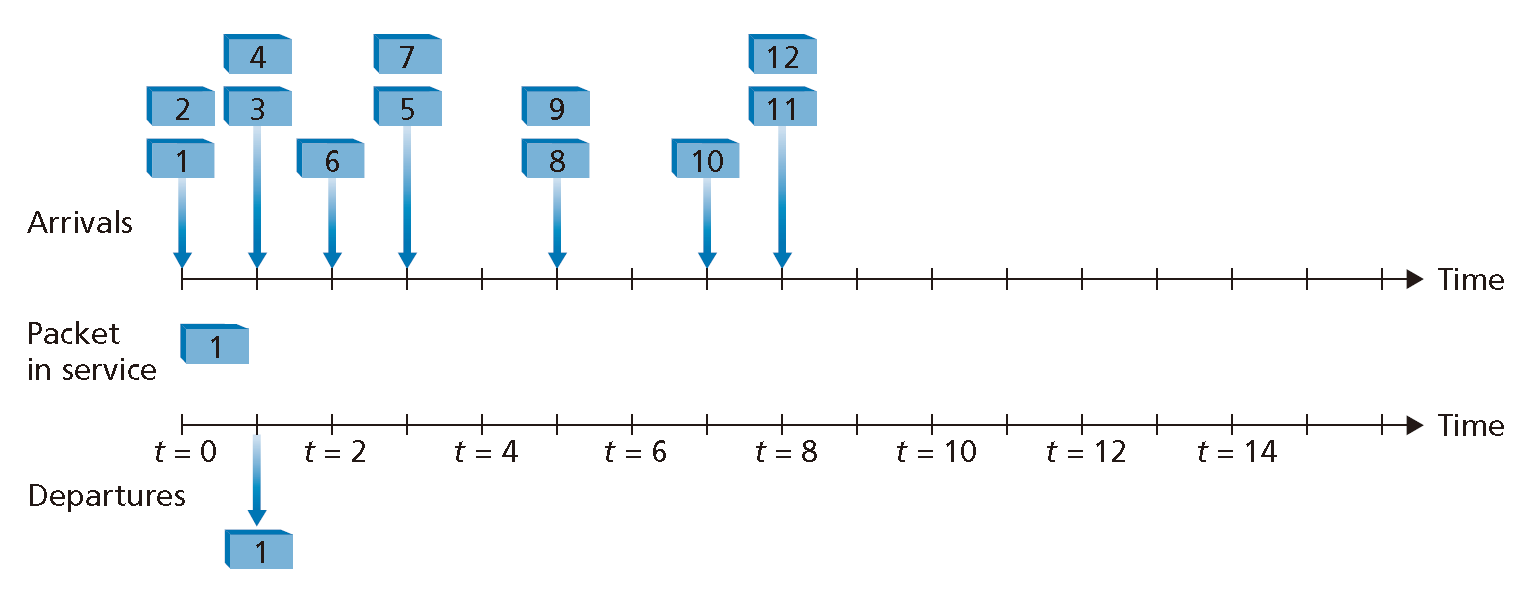 4 7 12
2 3 5 9 11
1 6 8 10
Arrivals
Time
Packet
in service
1
Time
t = 0 t = 2 t = 4 t = 6 t = 8 t = 10 t = 12 t = 14
Departures
1